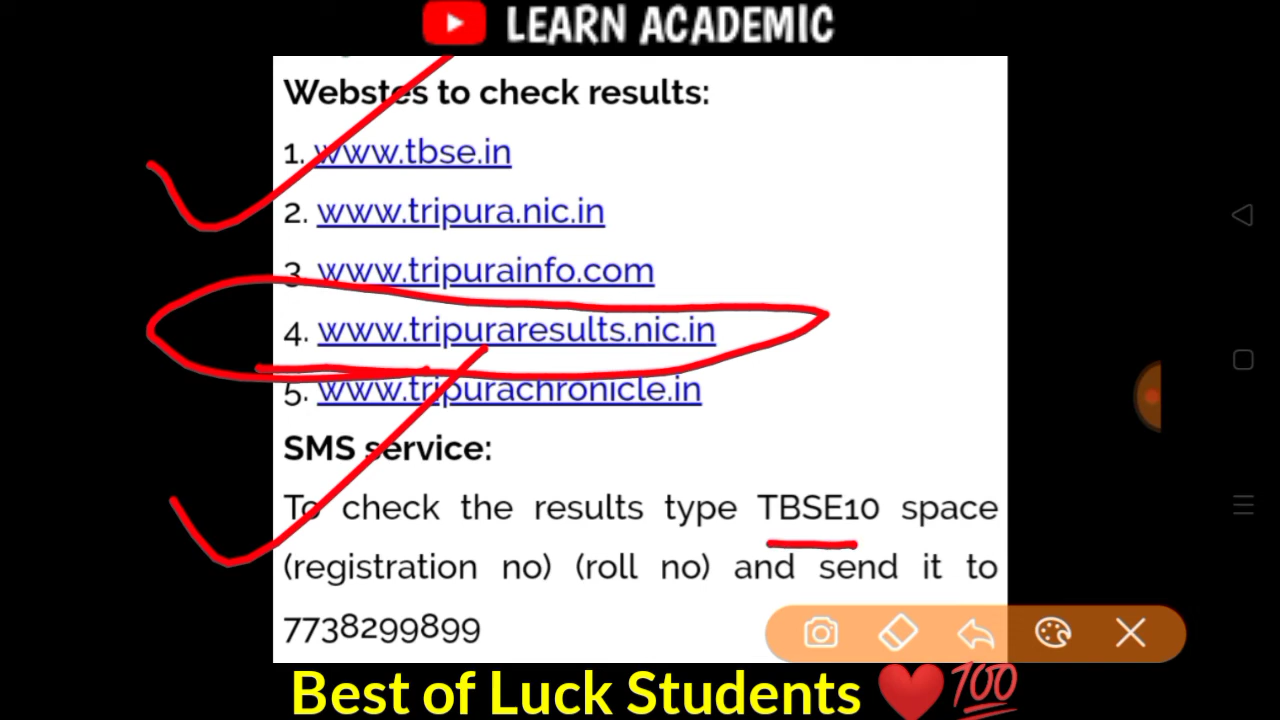 LEARN ACADEMIC
Webstes to check results:
1. www.tbse.in
2. www.tripura.nic.in
3. www.tripurainfo.com
4. www.tripuraresults.nic.in
5. www.tripurachronicle.in
SMS service:
To check the results type TBSE10 space
(registration no) (roll no) and send it to
7738299899
Best of Luck Students ❤️💯